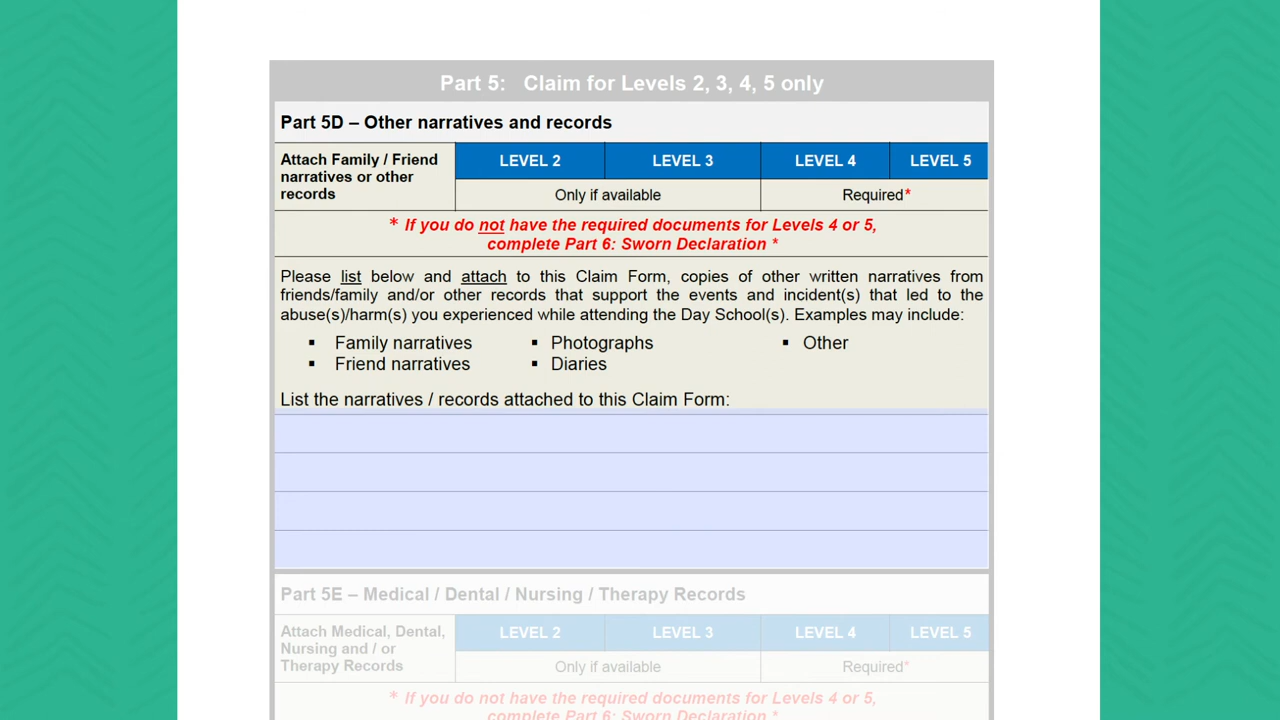 Part 5: Claim for Levels 2, 3, 4, 5 only
Part 5D – Other narratives and records
Attach Family / Friend
narratives or other
records
LEVEL 2 LEVEL 3 LEVEL 4 LEVEL 5
Only if available Required*
* If you do not have the required documents for Levels 4 or 5,
complete Part 6: Sworn Declaration *
Please list below and attach to this Claim Form, copies of other written narratives from
friends/family and/or other records that support the events and incident(s) that led to the
abuse(s)/harm(s) you experienced while attending the Day School(s). Examples may include:
▪ Family narratives ▪ Photographs ▪ Other
▪ Friend narratives ▪ Diaries
List the narratives / records attached to this Claim Form:
Part 5E – Medical / Dental / Nursing / Therapy Records
Attach Medical, Dental,
Nursing and / or
Therapy Records
LEVEL 2 LEVEL 3 LEVEL 4 LEVEL 5
Only if available Required*
* If you do not have the required documents for Levels 4 or 5,
complete Part 6: Sworn Declaration *